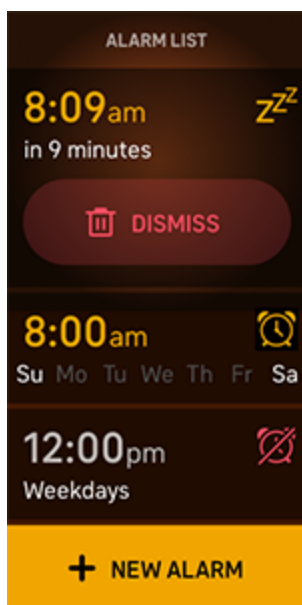 ALARM LIST
8:09am zzz
in 9 minutes
DISMISS
8:00am
Su Mo Tu We Th Fr Sa
12:00pm
Weekdays
+ NEW ALARM